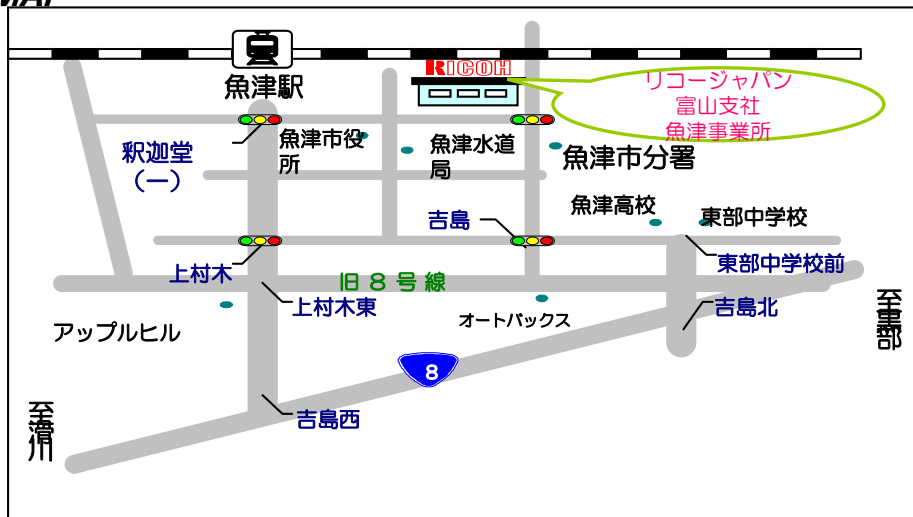 MAP
RICOH
リコージャパン
富山支社
魚津事業所
魚津駅
釈迦堂
(一)
魚津市役
所
魚津水道
局
魚津市分署
吉島
魚津高校
東部中学校
上村木
東部中学校前
旧８号線
上村木東
吉島北
アップルヒル
オートバックス
至黒部
8
吉島西
至滑川